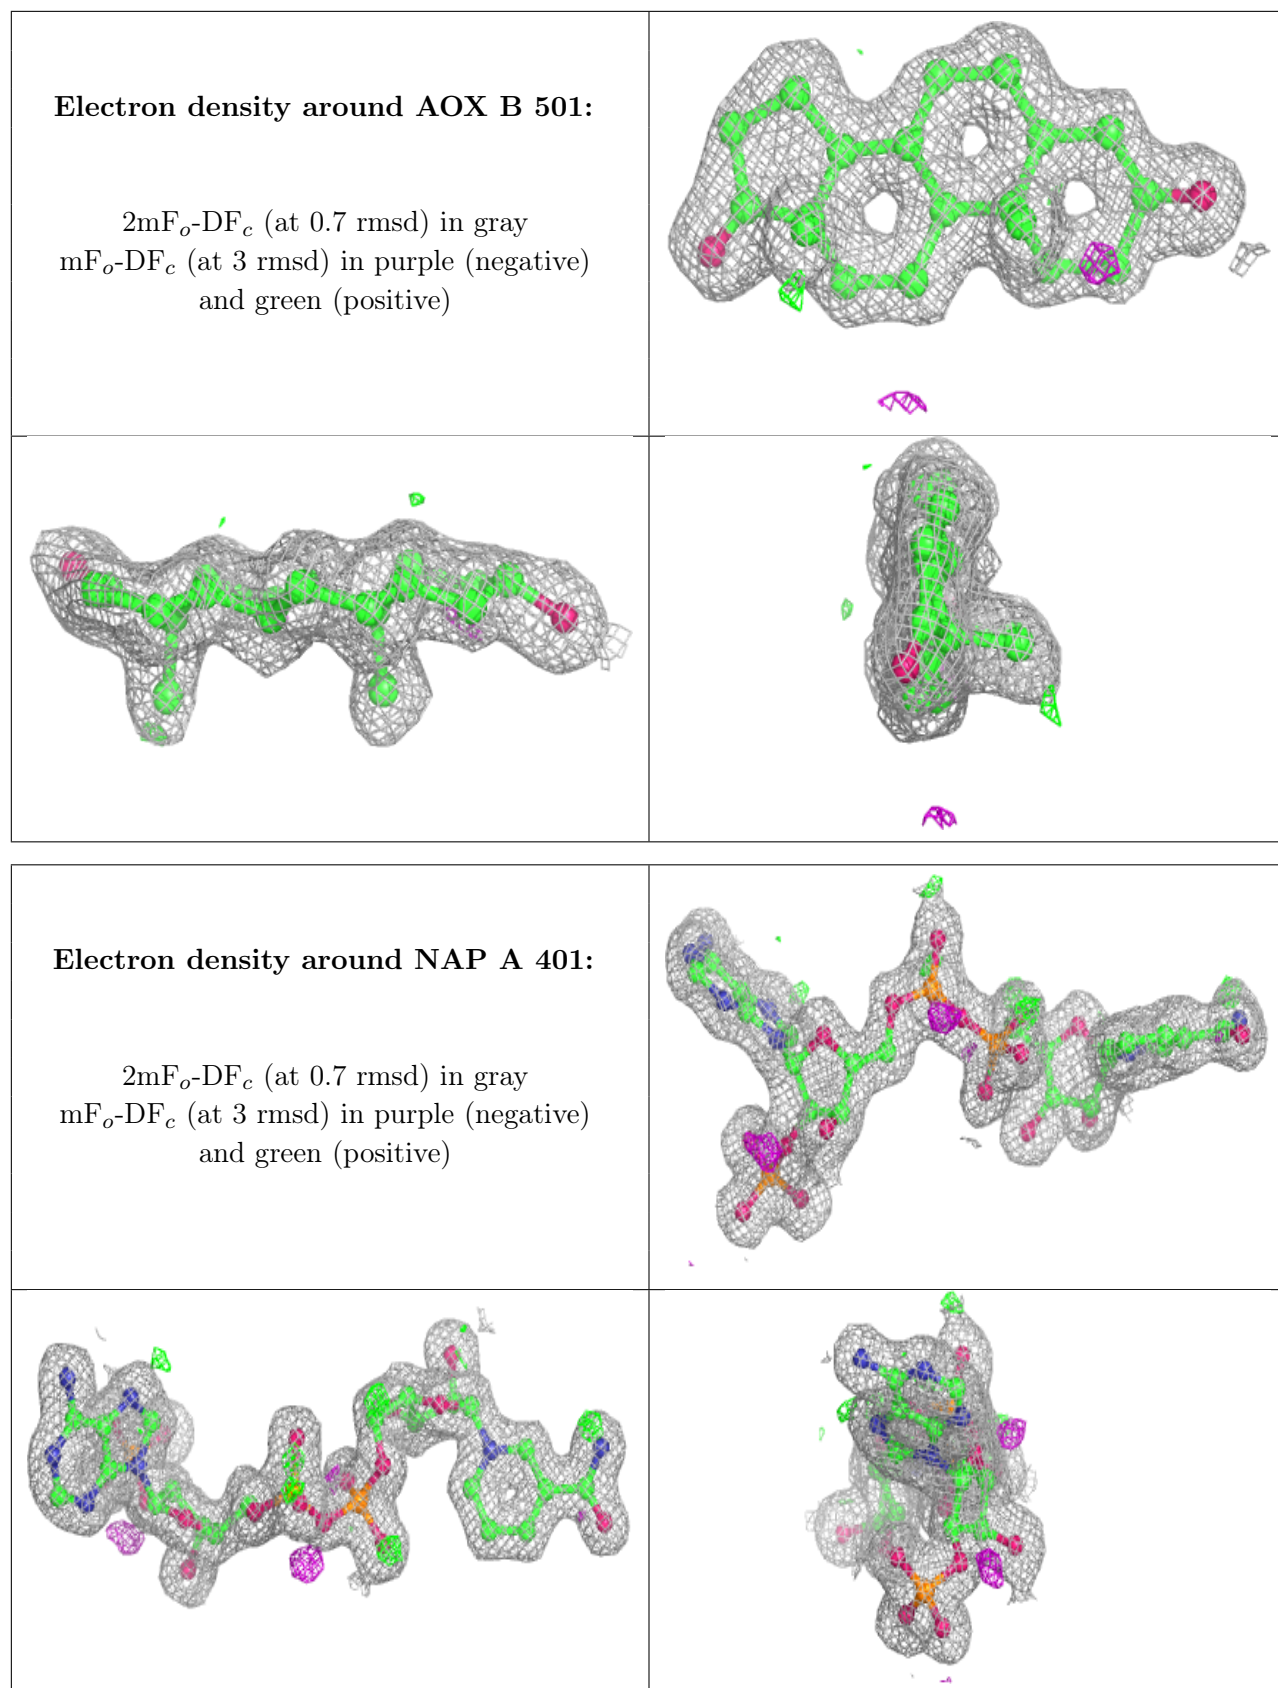 Electron density around AOX B 501:
2mFo-DFc (at 0.7 rmsd) in gray
mFo-DFc (at 3 rmsd) in purple (negative)
and green (positive)
Electron density around NAP A 401:
2mFo-DFc (at 0.7 rmsd) in gray
mFo-DFc (at 3 rmsd) in purple (negative)
and green (positive)